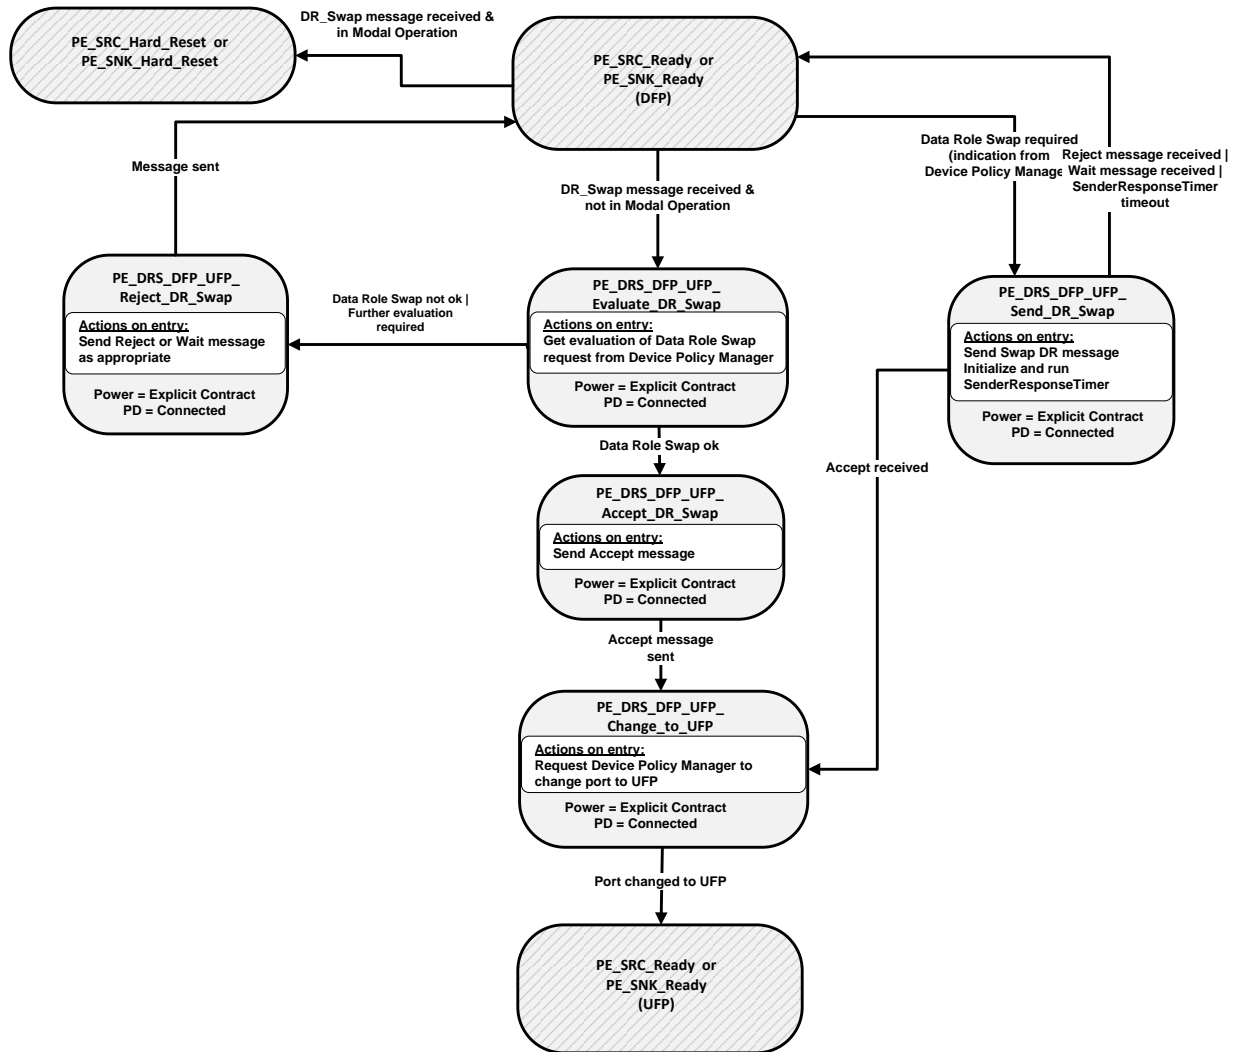 DR_Swap message received &
in Modal Operation
PE_SRC_Hard_Reset or
PE_SNK_Hard_Reset
PE_SRC_Ready or
PE_SNK_Ready
(DFP)
Message sent
DR_Swap message received &
not in Modal Operation
Data Role Swap required
(indication from
Device Policy Manage
Reject message received |
Wait message received |
SenderResponseTimer
timeout
PE_DRS_DFP_UFP_
Reject_DR_Swap
Actions on entry:
Send Reject or Wait message
as appropriate
Power = Explicit Contract
PD = Connected
Data Role Swap not ok |
Further evaluation
required
PE_DRS_DFP_UFP_
Evaluate_DR_Swap
Actions on entry:
Get evaluation of Data Role Swap
request from Device Policy Manager
Power = Explicit Contract
PD = Connected
PE_DRS_DFP_UFP_
Send_DR_Swap
Actions on entry:
Send Swap DR message
Initialize and run
SenderResponseTimer
Power = Explicit Contract
PD = Connected
Data Role Swap ok
Accept received
PE_DRS_DFP_UFP_
Accept_DR_Swap
Actions on entry:
Send Accept message
Power = Explicit Contract
PD = Connected
Accept message
sent
PE_DRS_DFP_UFP_
Change_to_UFP
Actions on entry:
Request Device Policy Manager to
change port to UFP
Power = Explicit Contract
PD = Connected
Port changed to UFP
PE_SRC_Ready or
PE_SNK_Ready
(UFP)